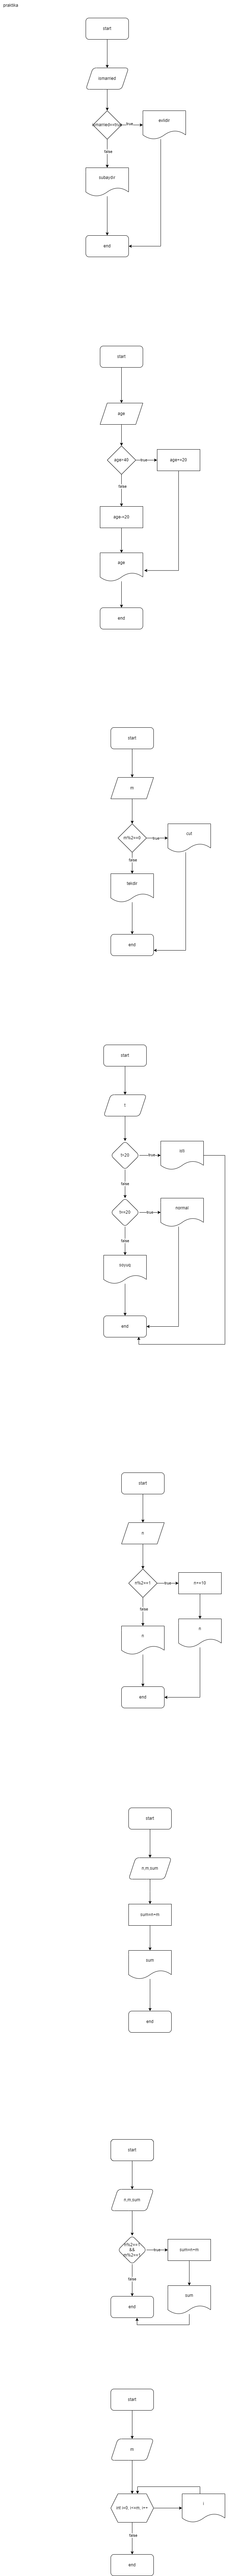 praktika
start
ismarried
ismarried==true
true
evlidir
false
subaydir
end
start
age
age<40
true
age+=20
false
age-=20
age
end
start
m
m%2==0
true
cut
false
tekdir
end
start
t
t<20
true
isti
false
t>=20
true
normal
false
soyuq
end
start
n
n%2==1
true
n+=10
false
n
n
end
start
n,m,sum
sum=n+m
sum
end
start
n,m,sum
n%2==1
&&
m%2==1
true
sum=n+m
false
sum
end
start
m
int i=0, i<=m, i++
i
false
end